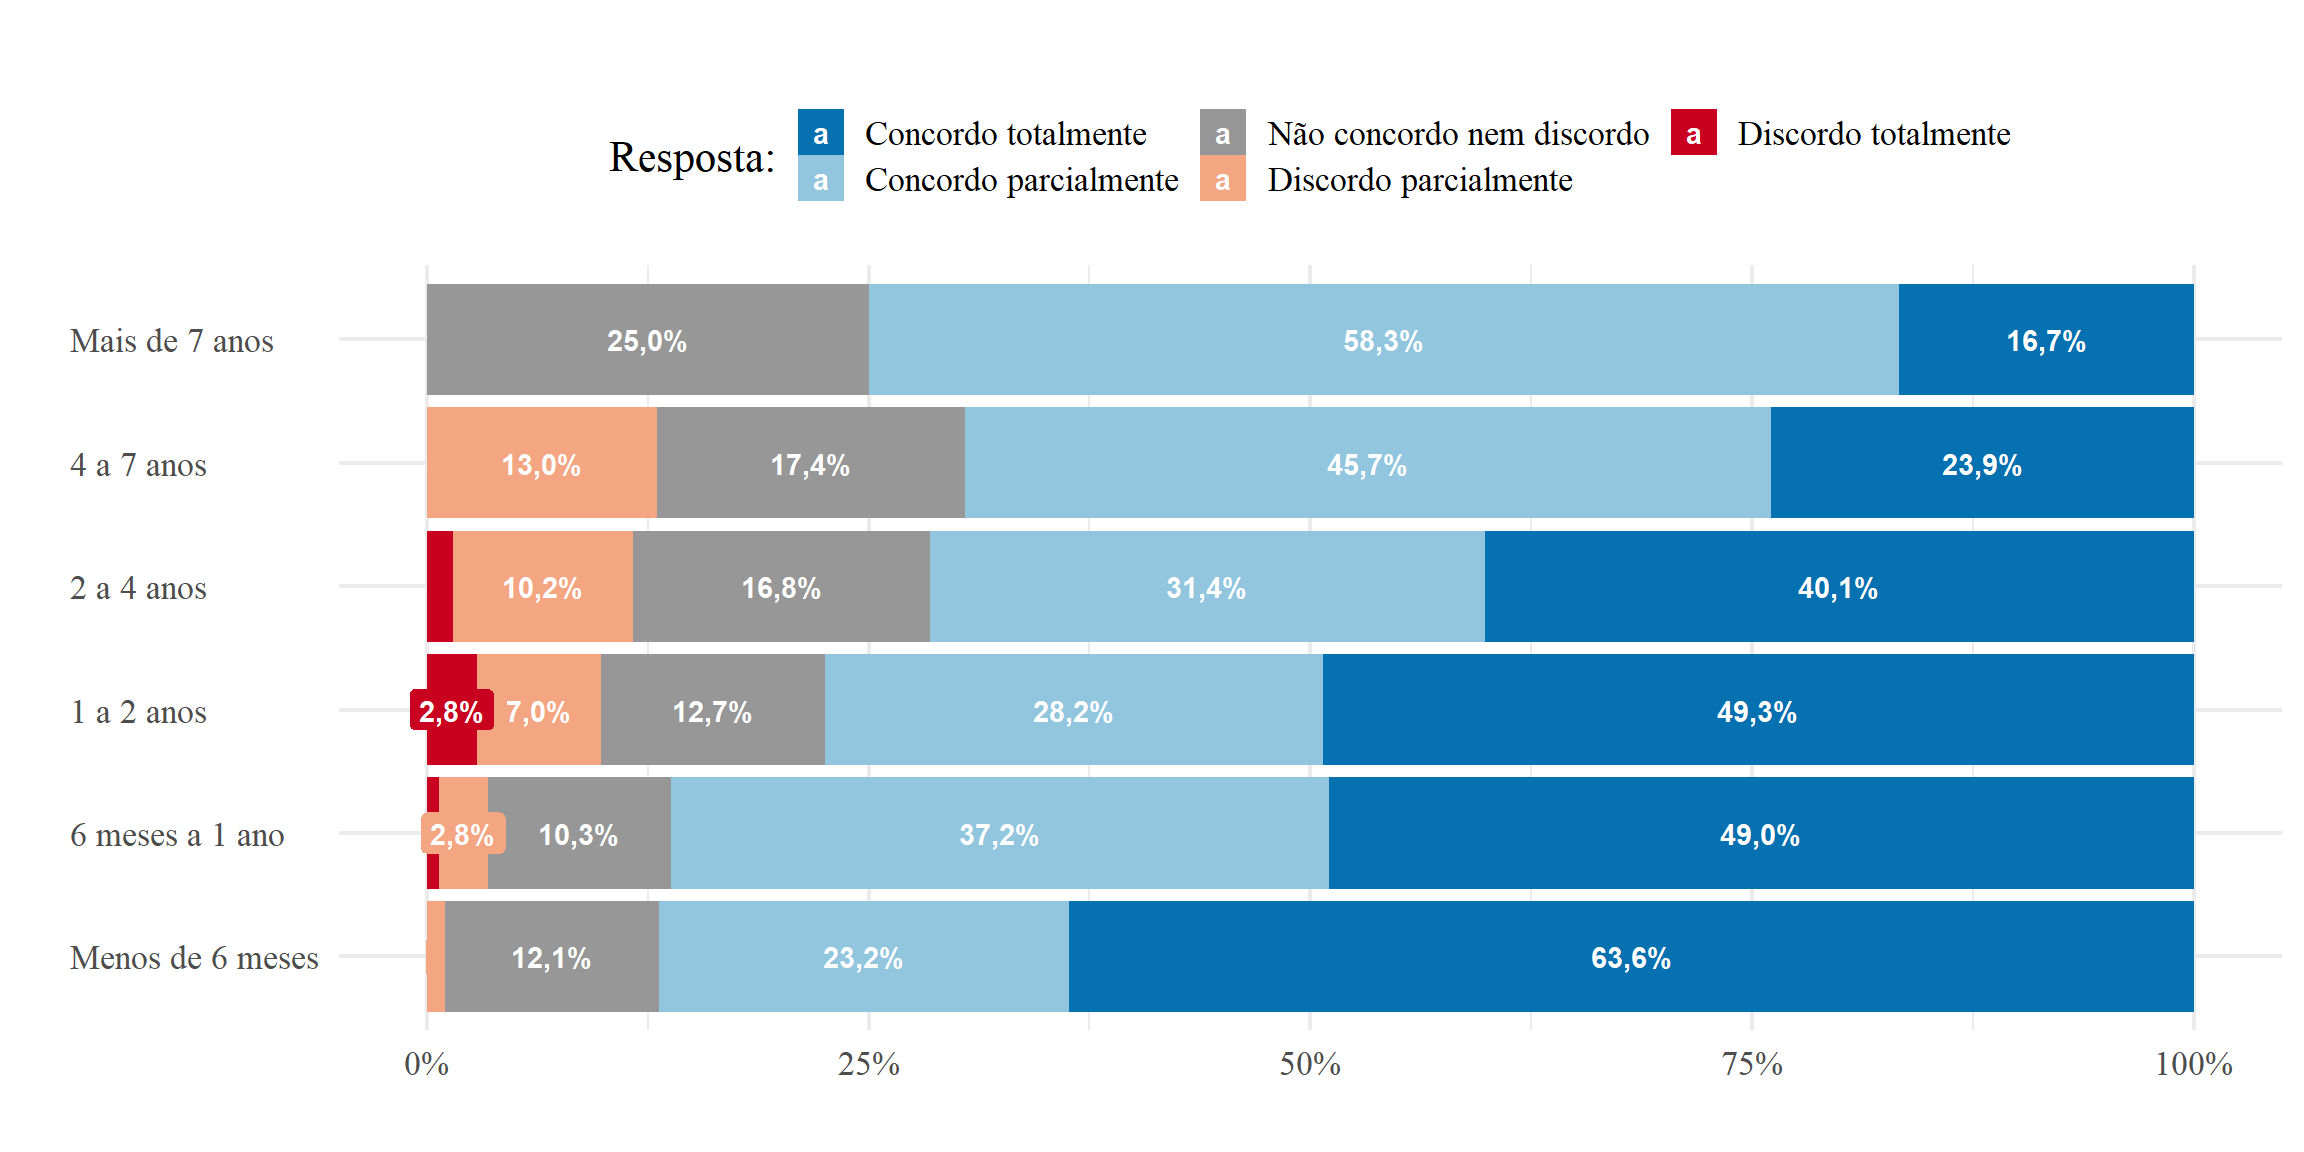 Resposta:
a Concordo totalmente
a Concordo parcialmente
a Não concordo nem discordo
a Discordo parcialmente
a Discordo totalmente
Mais de 7 anos 25,0% 58,3% 16,7%
4 a 7 anos 13,0% 17,4% 45,7% 23,9%
2 a 4 anos 10,2% 16,8% 31,4% 40,1%
1 a 2 anos 2,8% 7,0% 12,7% 28,2% 49,3%
6 meses a 1 ano 2,8% 10,3% 37,2% 49,0%
Menos de 6 meses 12,1% 23,2% 63,6%
0% 25% 50% 75% 100%